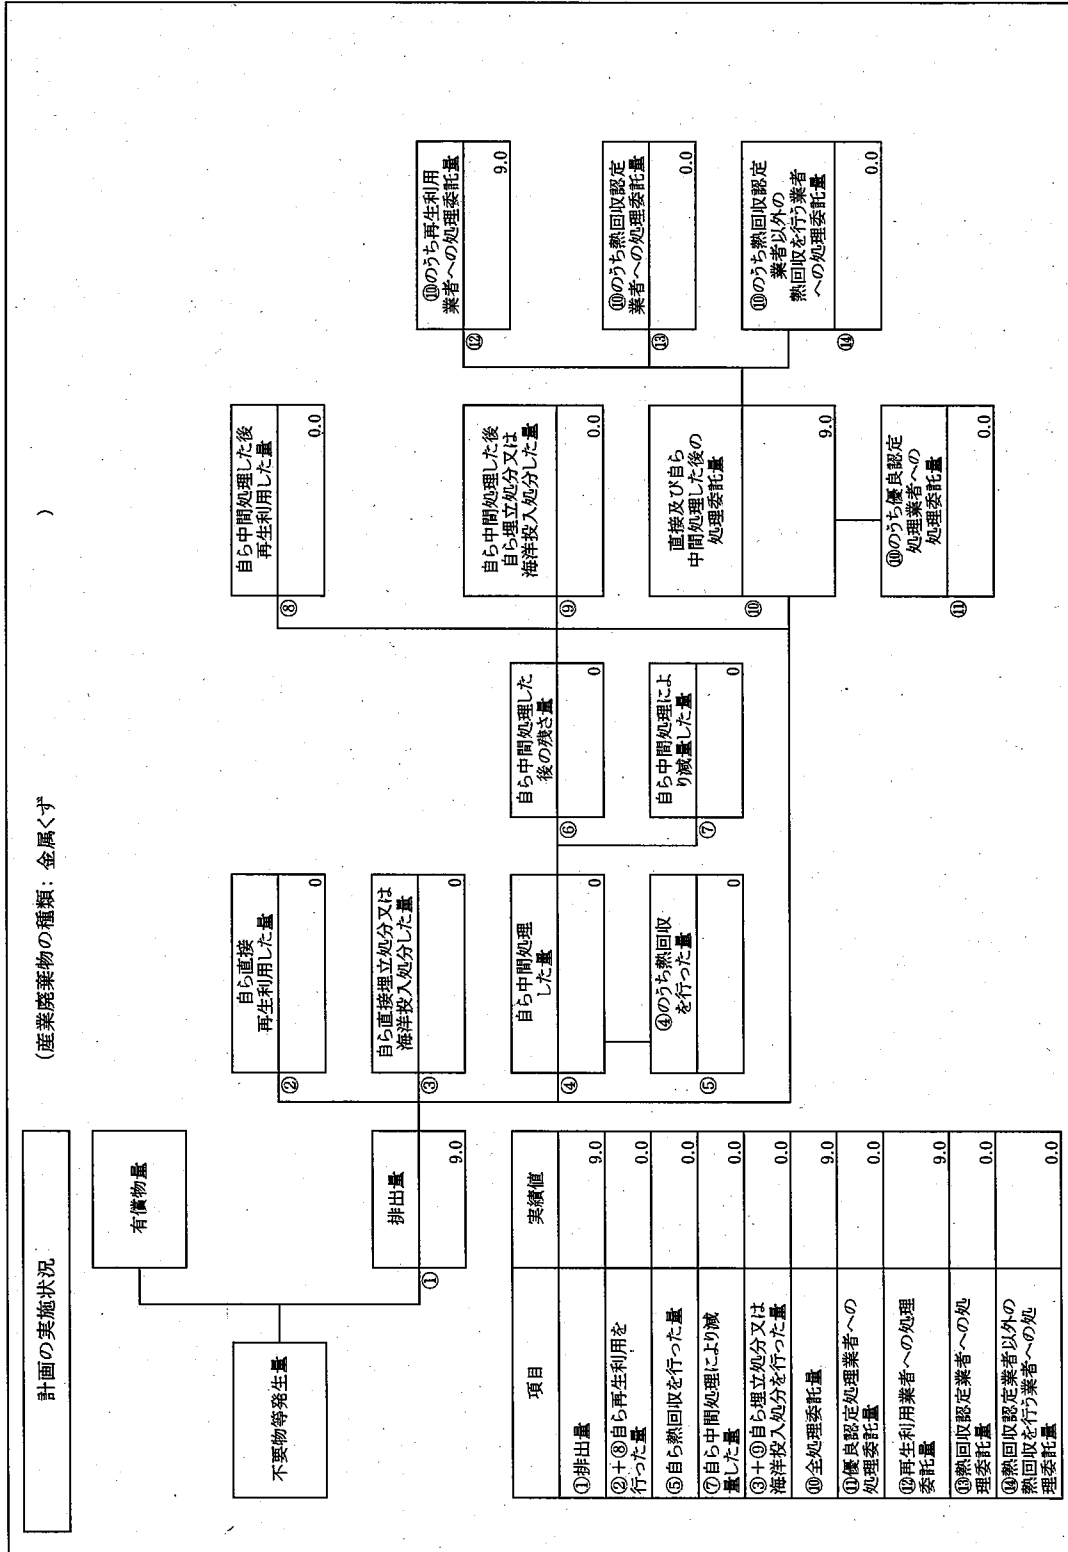 計画の実施状況
(産業廃棄物の種類：金属くず　　　　)
不要物等発生量
有償物量
①
排出量
9.0
②
自ら直接
再生利用した量
0
③
自ら直接埋立処分又は
海洋投入処分した量
0
④
自ら中間処理
した量
0
⑤
④のうち熱回収
を行った量
0
⑥
自ら中間処理した
後の残さ量
0
⑦
自ら中間処理によ
り減量した量
0
⑧
自ら中間処理した後
再生利用した量
0.0
⑨
自ら中間処理した後
自ら埋立処分又は
海洋投入処分した量
0.0
⑩
直接及び自ら
中間処理した後の
処理委託量
9.0
⑪
⑩のうち優良認定
処理業者への
処理委託量
0.0
⑫
⑩のうち再生利用
業者への処理委託量
9.0
⑬
⑩のうち熱回収認定
業者への処理委託量
0.0
⑭
⑩のうち熱回収認定
業者以外の
熱回収を行う業者
への処理委託量
0.0
項目 実績値
①排出量 9.0
②＋⑧自ら再生利用を
行った量 0.0
⑤自ら熱回収を行った量 0.0
⑦自ら中間処理により減
量した量 0.0
③＋⑨自ら埋立処分又は
海洋投入処分を行った量 0.0
⑩全処理委託量 9.0
⑪優良認定処理業者への
処理委託量 0.0
⑫再生利用業者への処理
委託量 9.0
⑬熱回収認定業者への処
理委託量 0.0
⑭熱回収認定業者以外の
熱回収を行う業者への処
理委託量 0.0